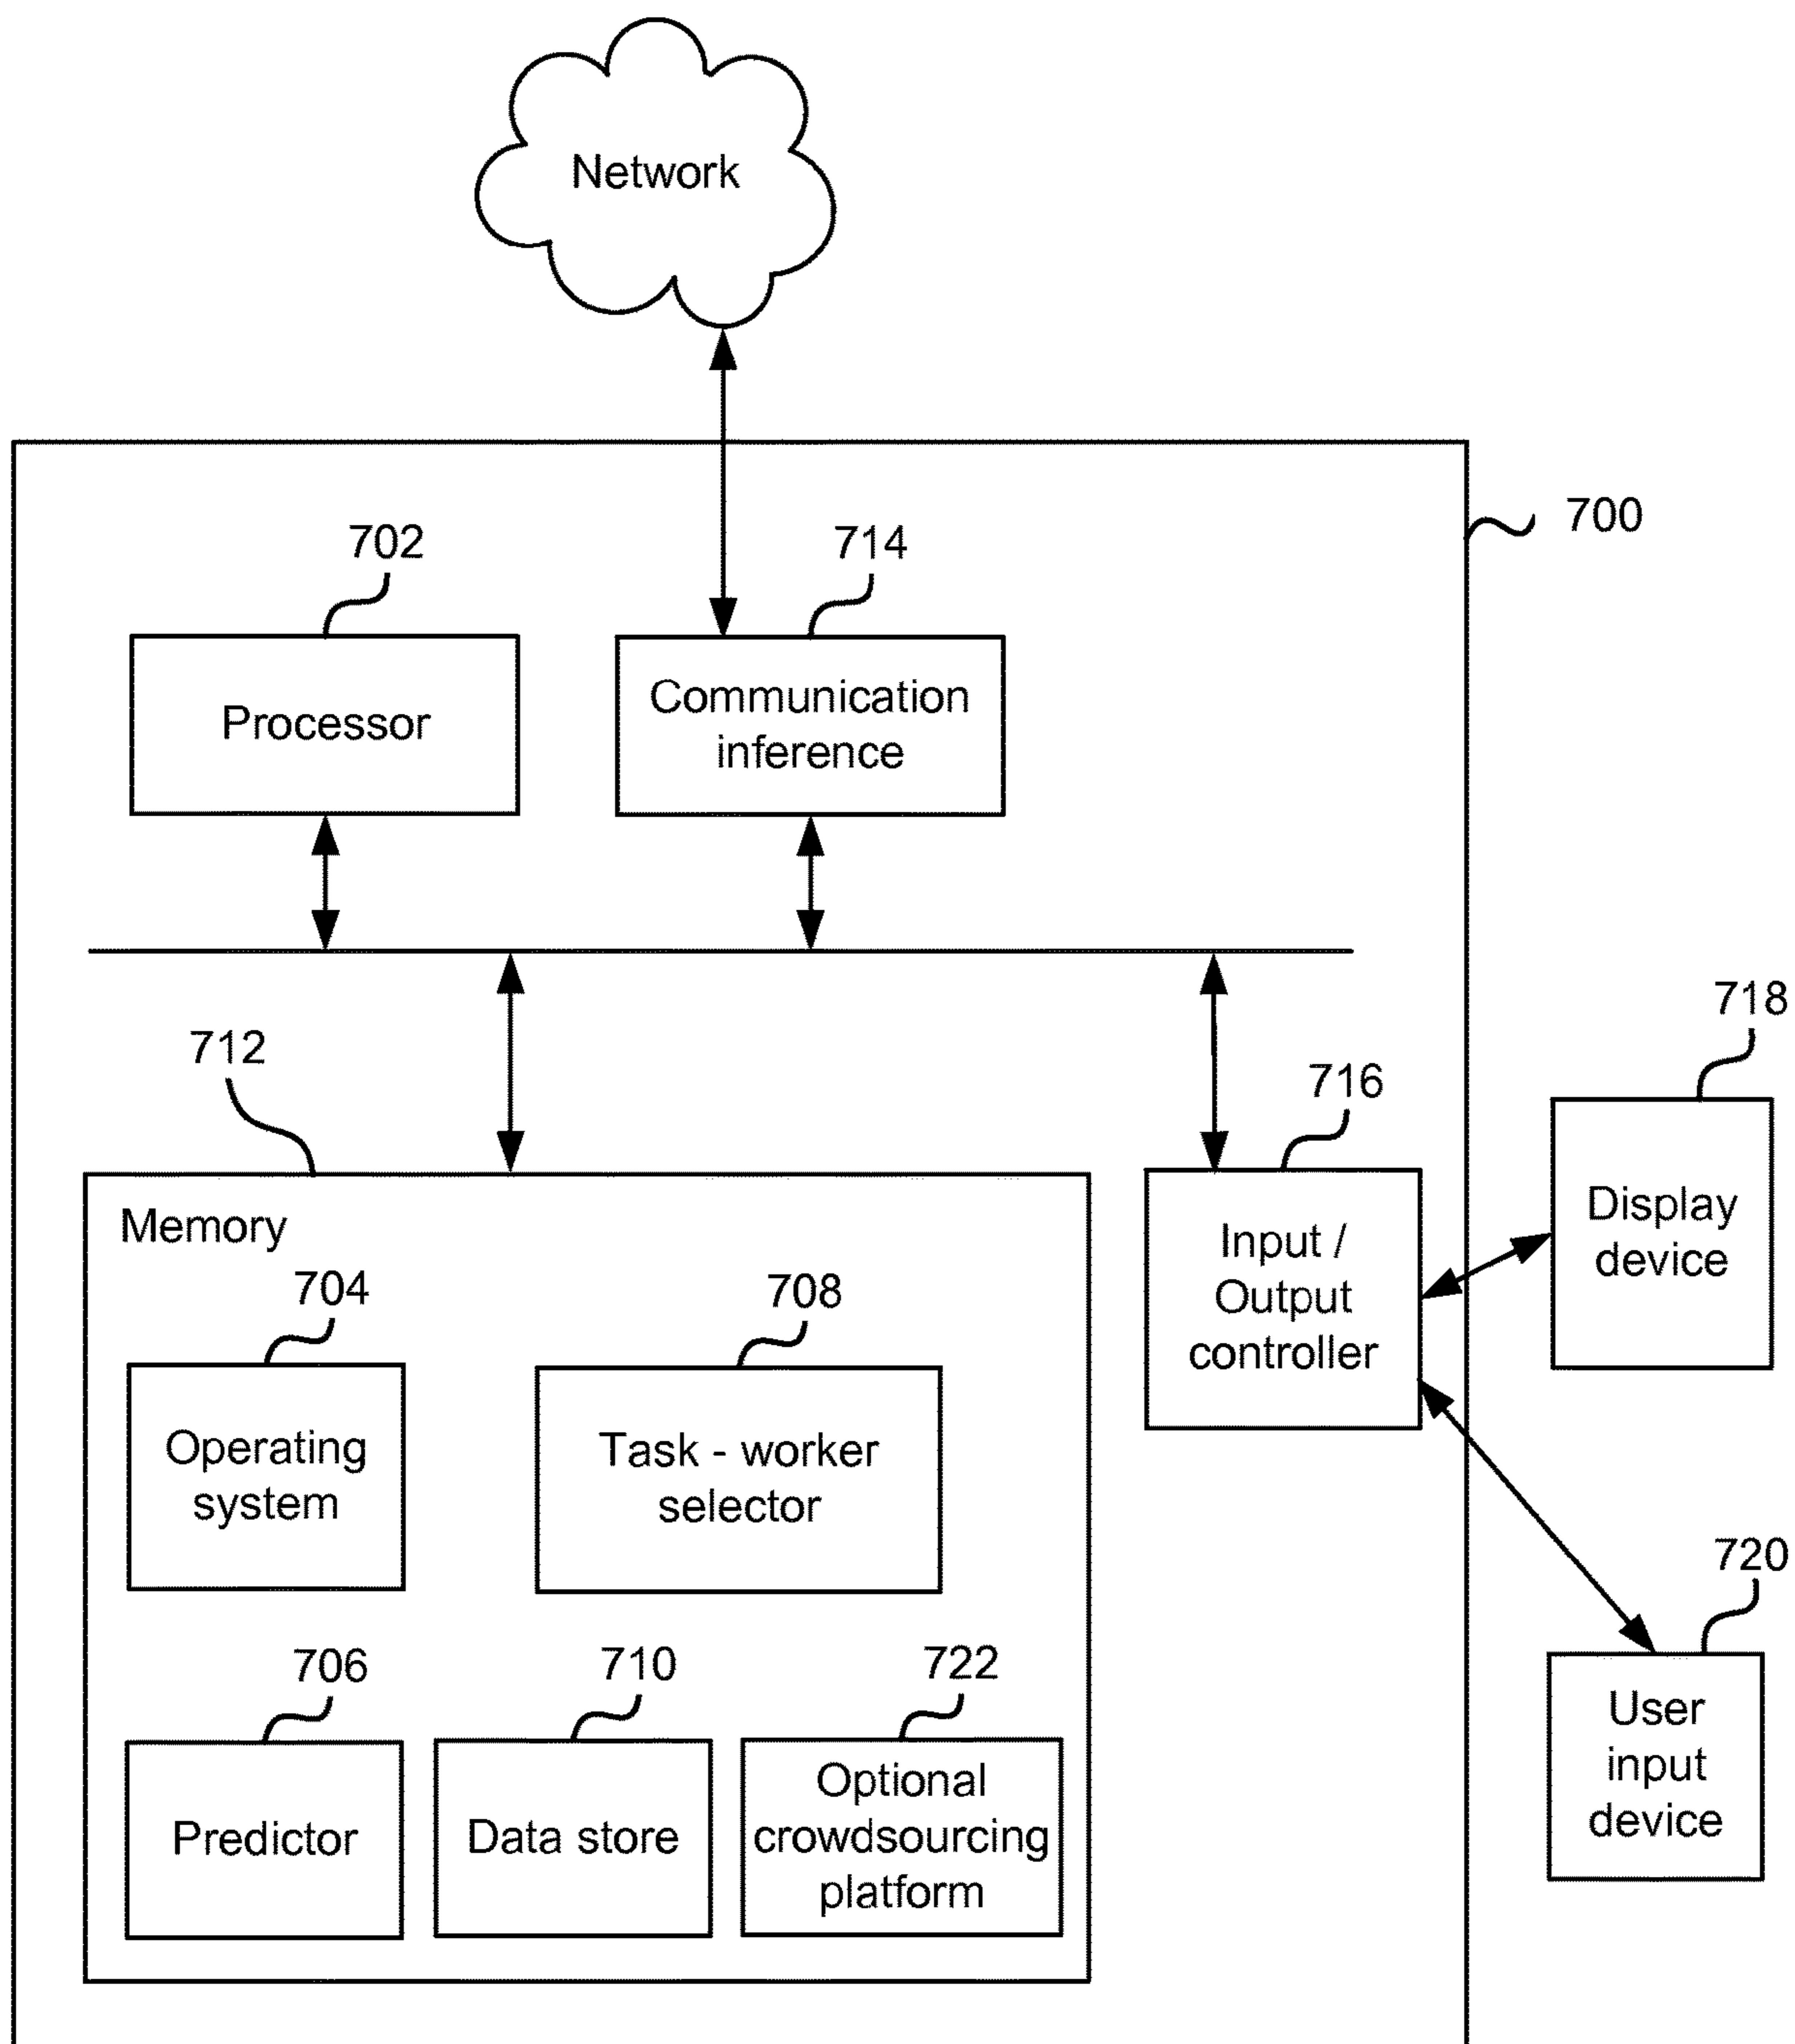 Network
700
702
714
Processor
Communication
inference
718
712
716
Memory
Display
device
Input /
Output
controller
704
708
Operating
system
Task - worker
selector
720
706
710
722
User
input
device
Predictor
Data store
Optional
crowdsourcing
platform